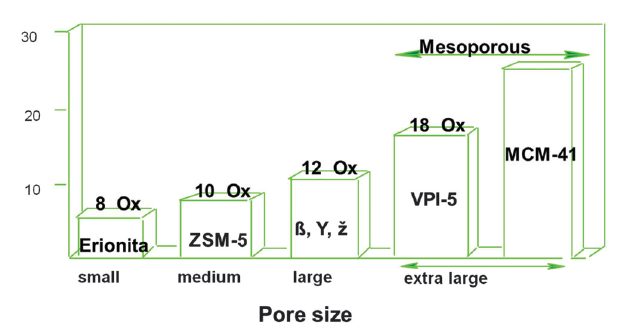 30
Mesoporous
20
18 Ox
12 Ox
MCM-41
10
10 Ox
8 Ox
VPI-5
ß, Y, ž
ZSM-5
Erionita
small
medium
large
extra large
Pore size